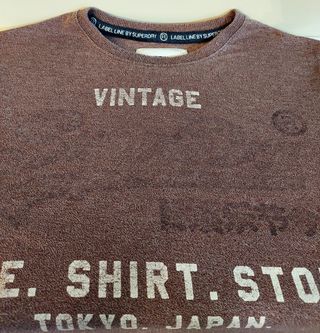 LABEL LINE BY SUPERDRY LABEL LINE BY SUPERDRY
VINTAGE
E. SHIRT. STO
TOKYO. JAPAN.